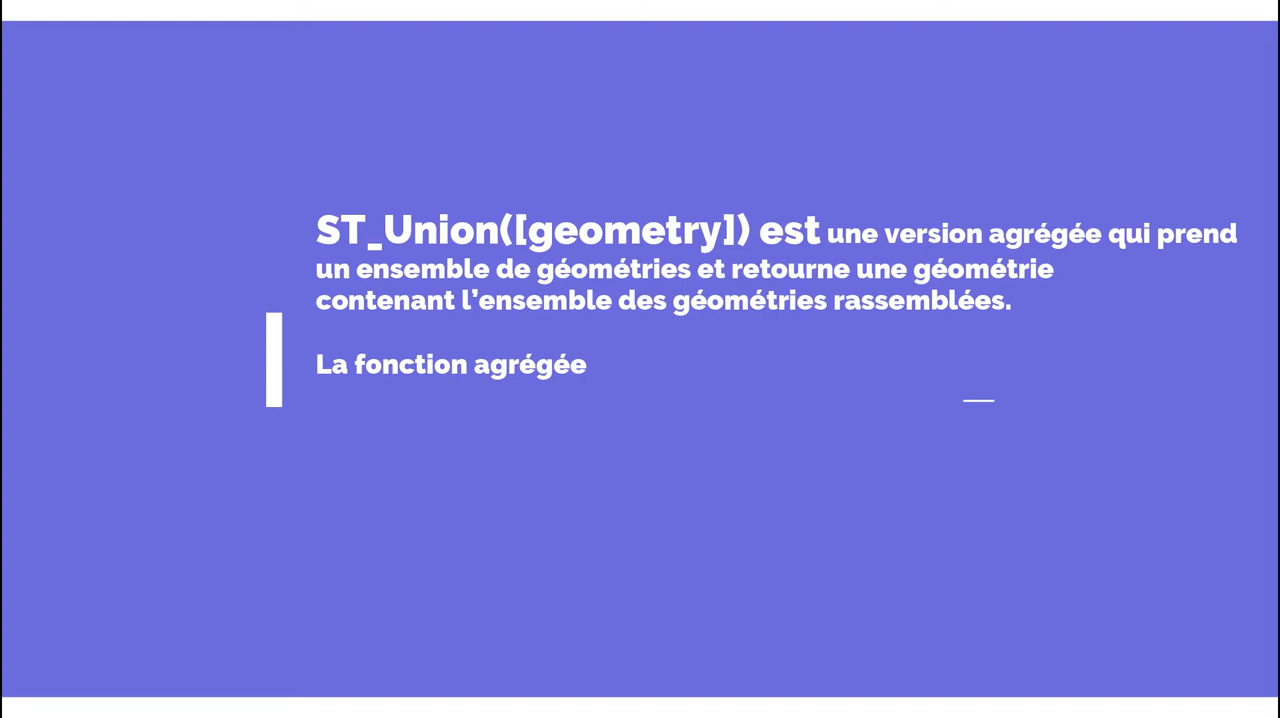 ST_Union([geometry]) est une version agrégée qui prend
un ensemble de géométries et retourne une géométrie
contenant l’ensemble des géométries rassemblées.
La fonction agrégée